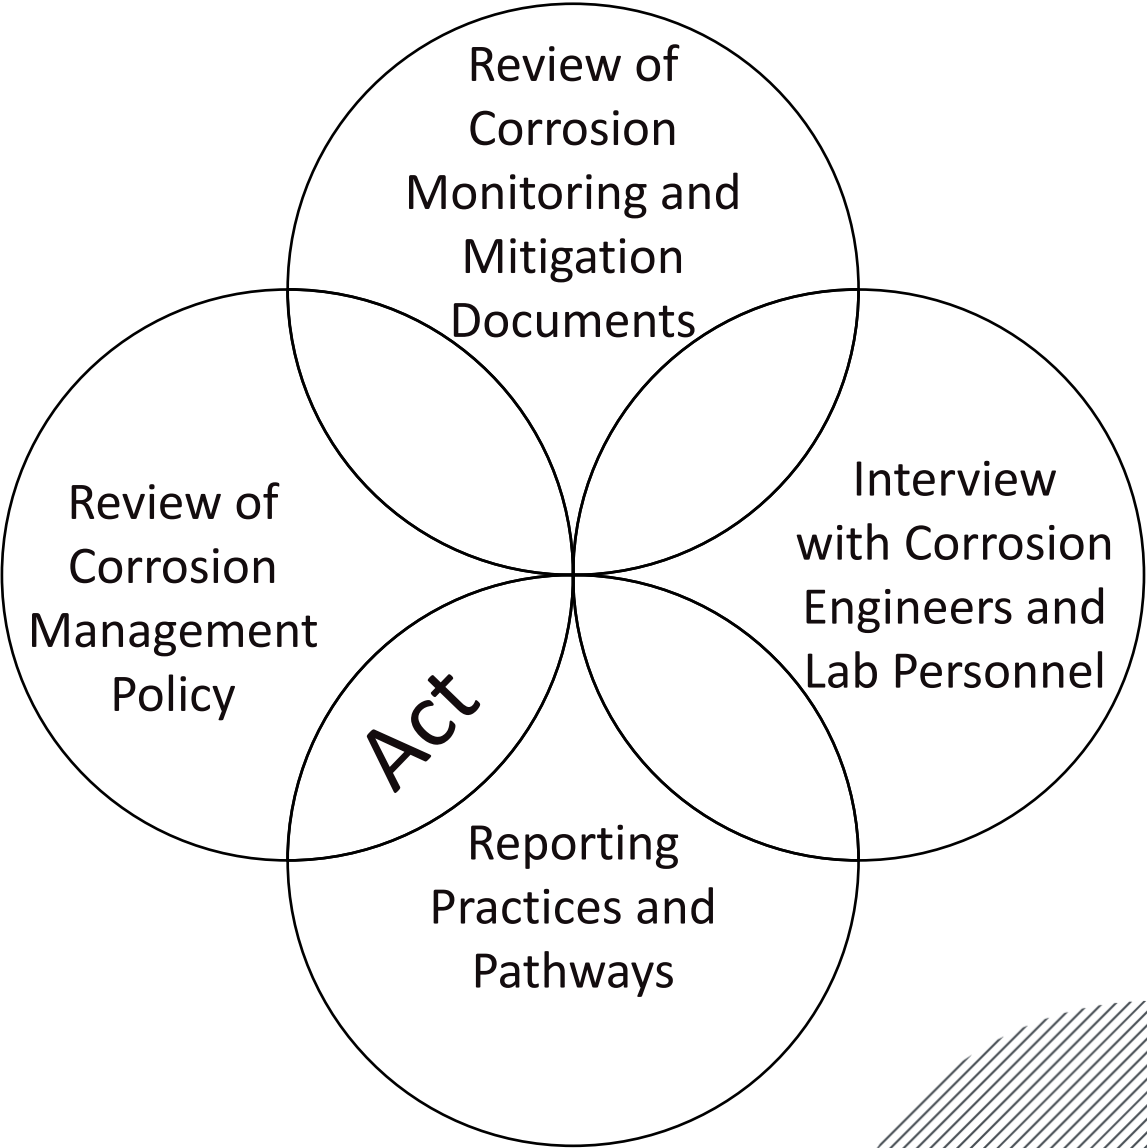 Review of
Corrosion
Monitoring and
Mitigation
Documents
Review of
Corrosion
Management
Policy
Interview
with Corrosion
Engineers and
Lab Personnel
Act
Reporting
Practices and
Pathways